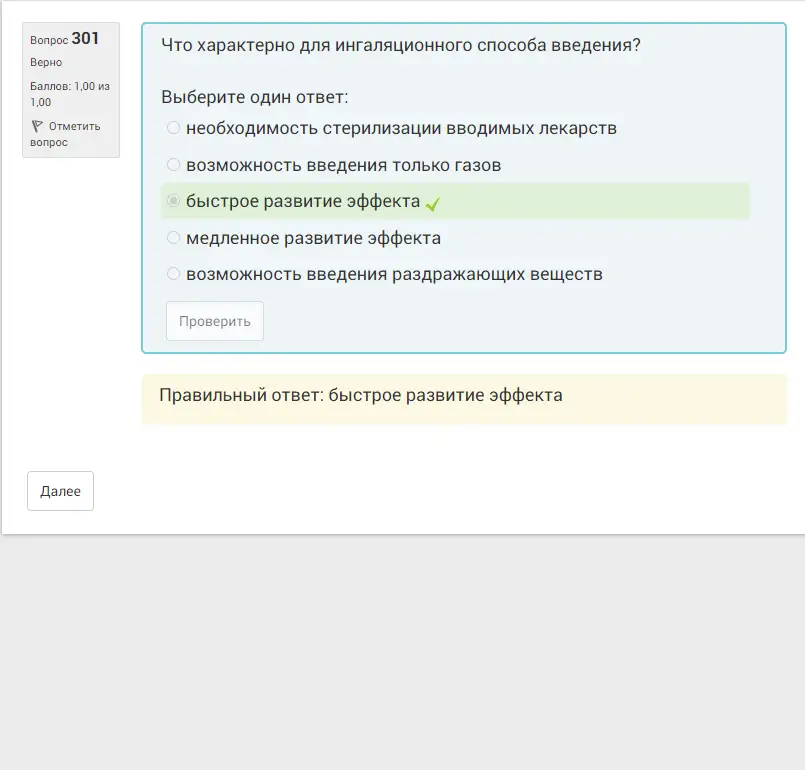 Вопрос 301
Верно
Баллов: 1,00 из
1,00
Отметить
вопрос
Что характерно для ингаляционного способа введения?
Выберите один ответ:
необходимость стерилизации вводимых лекарств
возможность введения только газов
быстрое развитие эффекта
медленное развитие эффекта
возможность введения раздражающих веществ
Проверить
Правильный ответ: быстрое развитие эффекта
Далее